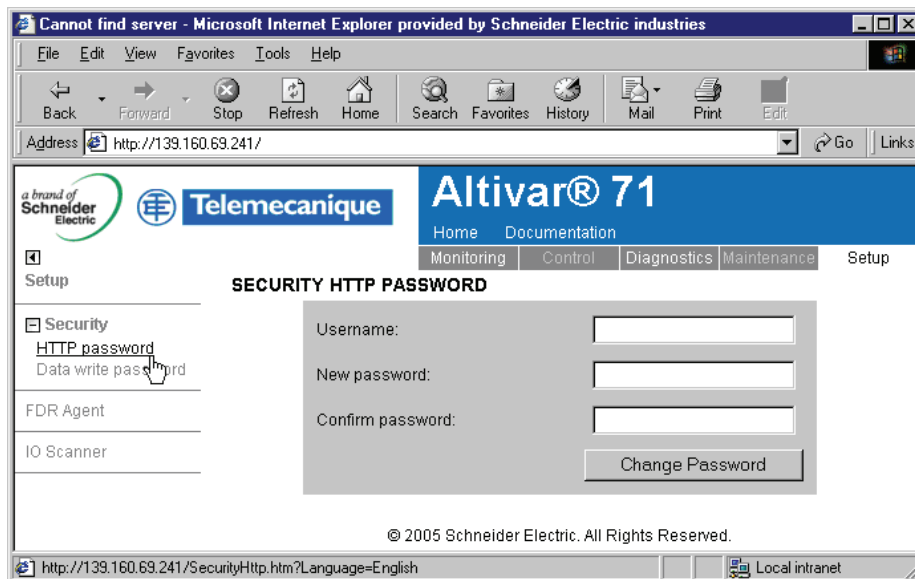 Cannot find server - Microsoft Internet Explorer provided by Schneider Electric industries
File Edit View Favorites Tools Help
Back Forward Stop Refresh Home Search Favorites History Mail Print Edit
Address http://139.160.69.241/ Go Links
a brand of
Schneider
Electric
Telemecanique
Altivar® 71
Home Documentation
Monitoring Control Diagnostics Maintenance Setup
Setup
SECURITY HTTP PASSWORD
Security
HTTP password
Data write password
FDR Agent
IO Scanner
Username:
New password:
Confirm password:
Change Password
© 2005 Schneider Electric. All Rights Reserved.
http://139.160.69.241/SecurityHttp.htm?Language=English Local intranet